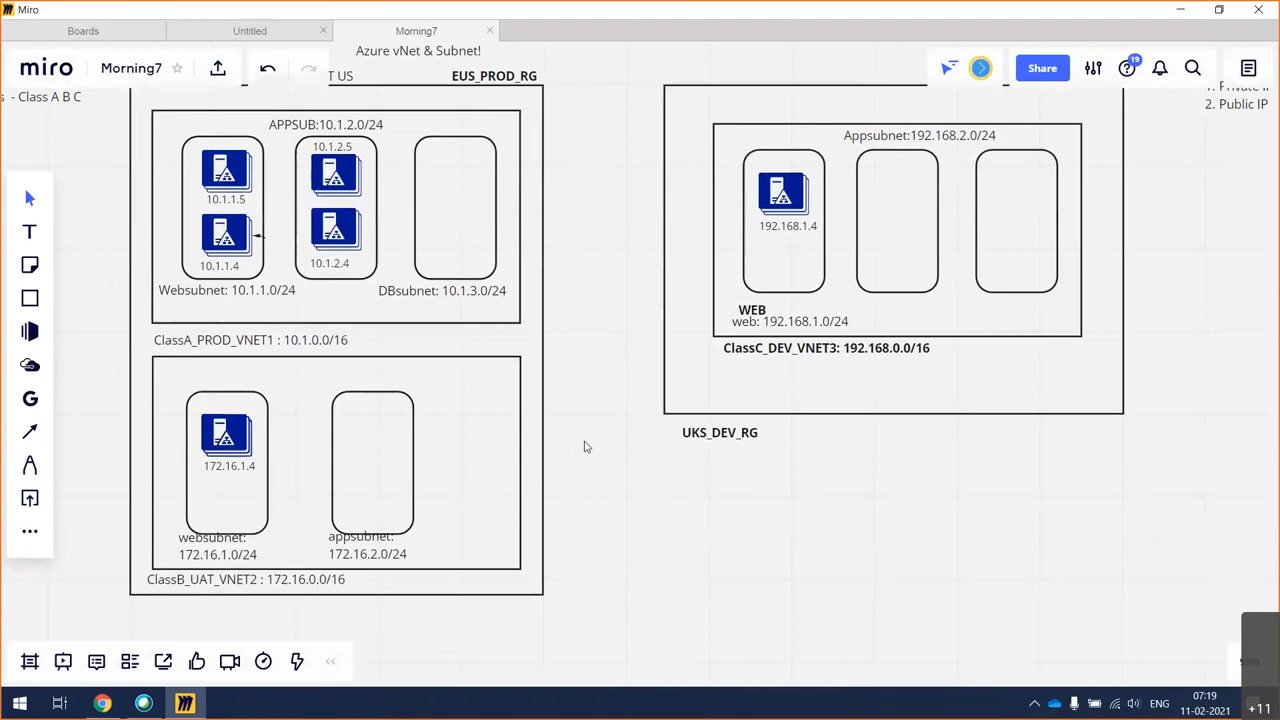 Miro
Boards
Untitled
Morning7
Azure vNet & Subnet!
miro
Morning7
T US
EUS_PROD_RG
Share
19
- Class A B C
2. Public IP
APPSUB:10.1.2.0/24
10.1.2.5
10.1.1.5
10.1.1.4
10.1.2.4
Websubnet: 10.1.1.0/24
DBsubnet: 10.1.3.0/24
ClassA_PROD_VNET1 : 10.1.0.0/16
172.16.1.4
websubnet:
172.16.1.0/24
appsubnet:
172.16.2.0/24
ClassB_UAT_VNET2 : 172.16.0.0/16
Appsubnet:192.168.2.0/24
192.168.1.4
WEB
web: 192.168.1.0/24
ClassC_DEV_VNET3: 192.168.0.0/16
UKS_DEV_RG
ENG
07:19
11-02-2021
+11